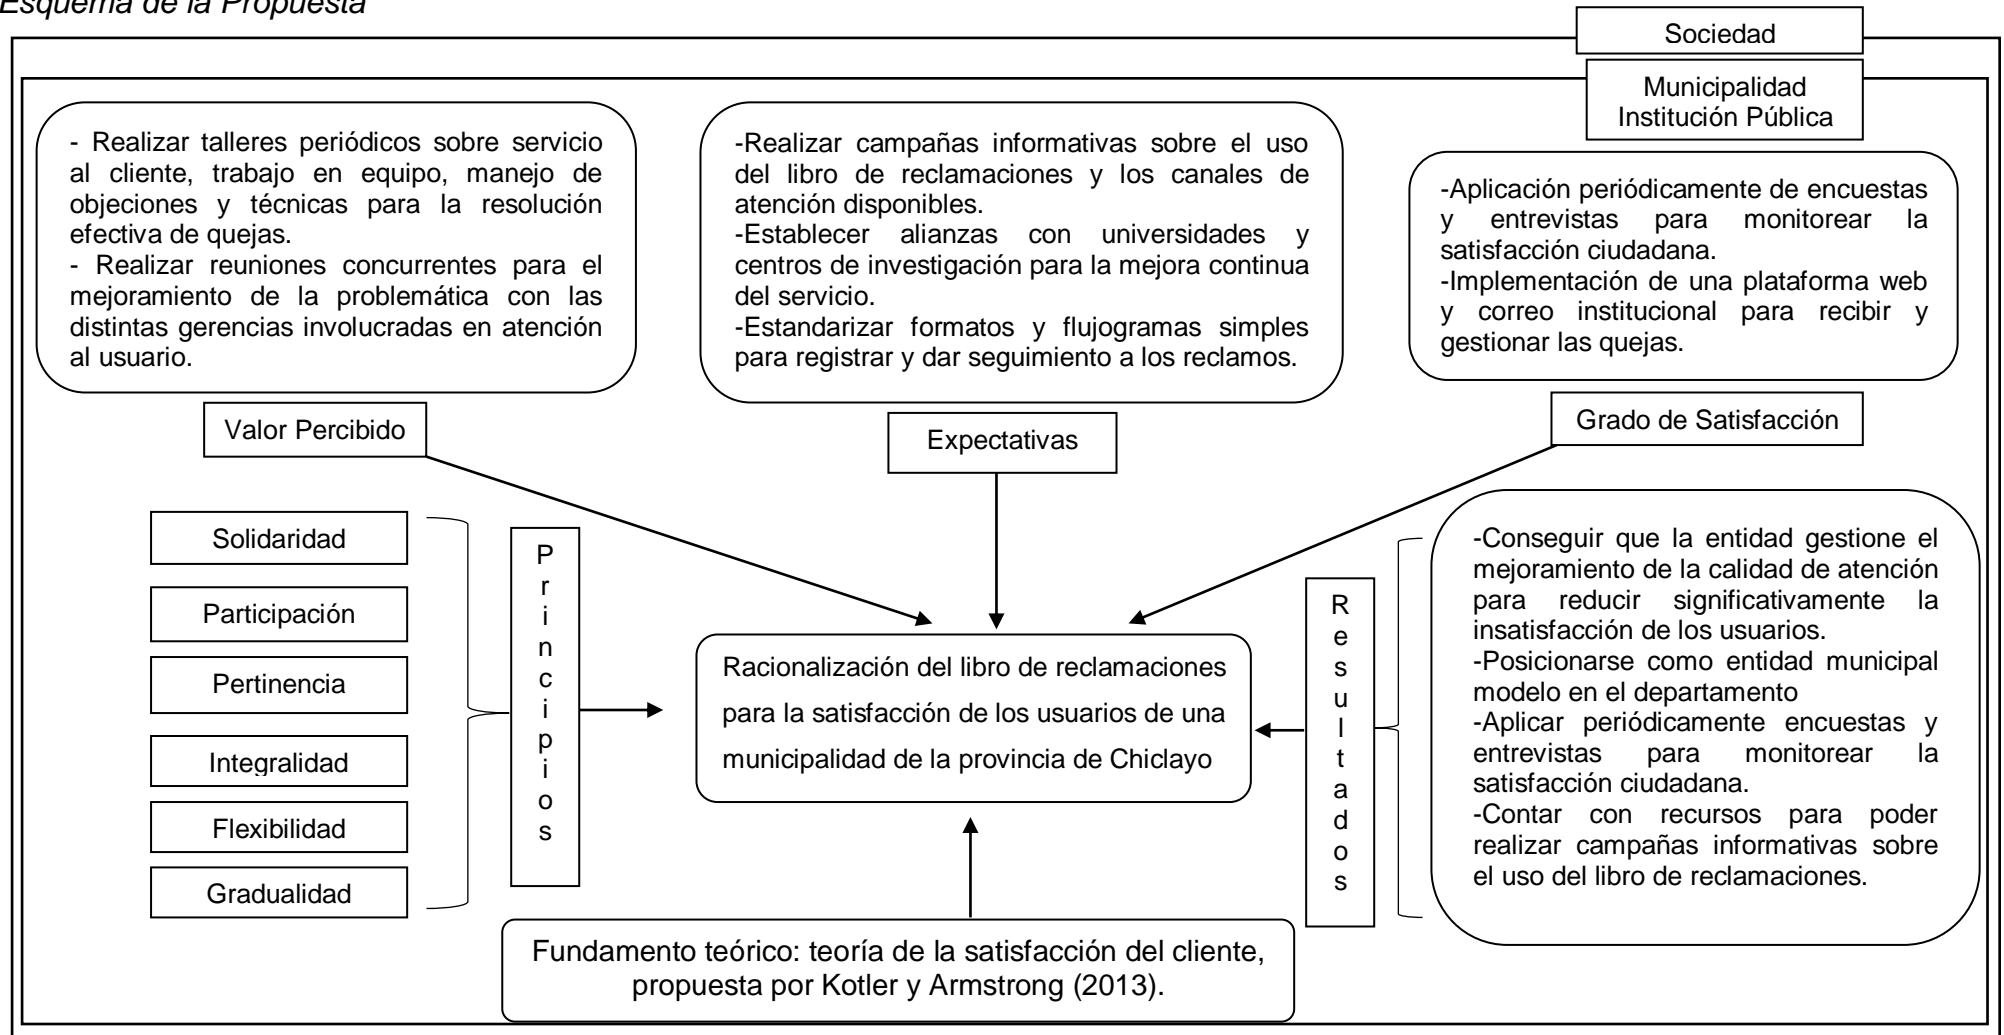 Esquema de la Propuesta
Sociedad
Municipalidad
Institución Pública
- Realizar talleres periódicos sobre servicio
al cliente, trabajo en equipo, manejo de
objeciones y técnicas para la resolución
efectiva de quejas.
- Realizar reuniones concurrentes para el
mejoramiento de la problemática con las
distintas gerencias involucradas en atención
al usuario.
-Realizar campañas informativas sobre el uso
del libro de reclamaciones y los canales de
atención disponibles.
-Establecer alianzas con universidades y
centros de investigación para la mejora continua
del servicio.
-Estandarizar formatos y flujogramas simples
para registrar y dar seguimiento a los reclamos.
-Aplicación periódicamente de encuestas
y entrevistas para monitorear la
satisfacción ciudadana.
-Implementación de una plataforma web
y correo institucional para recibir y
gestionar las quejas.
Valor Percibido
Expectativas
Grado de Satisfacción
Solidaridad
Participación
Pertinencia
Integralidad
Flexibilidad
Gradualidad
Principios
Racionalización del libro de reclamaciones
para la satisfacción de los usuarios de una
municipalidad de la provincia de Chiclayo
Resultados
-Conseguir que la entidad gestione el
mejoramiento de la calidad de atención
para reducir significativamente la
insatisfacción de los usuarios.
-Posicionarse como entidad municipal
modelo en el departamento
-Aplicar periódicamente encuestas y
entrevistas para monitorear la
satisfacción ciudadana.
-Contar con recursos para poder
realizar campañas informativas sobre
el uso del libro de reclamaciones.
Fundamento teórico: teoría de la satisfacción del cliente,
propuesta por Kotler y Armstrong (2013).